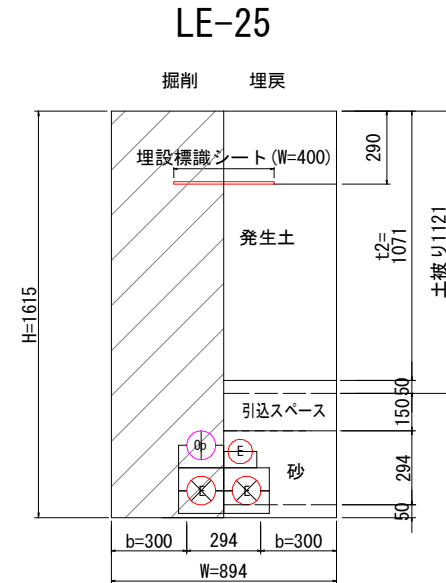 LE-25
掘削 埋戻
埋設標識シート(W=400)
290
発生土
t2=
1071
土被り1121
H=1615
50
引込スペース
150
Op
E
砂
294
E
E
50
b=300
294
b=300
W=894